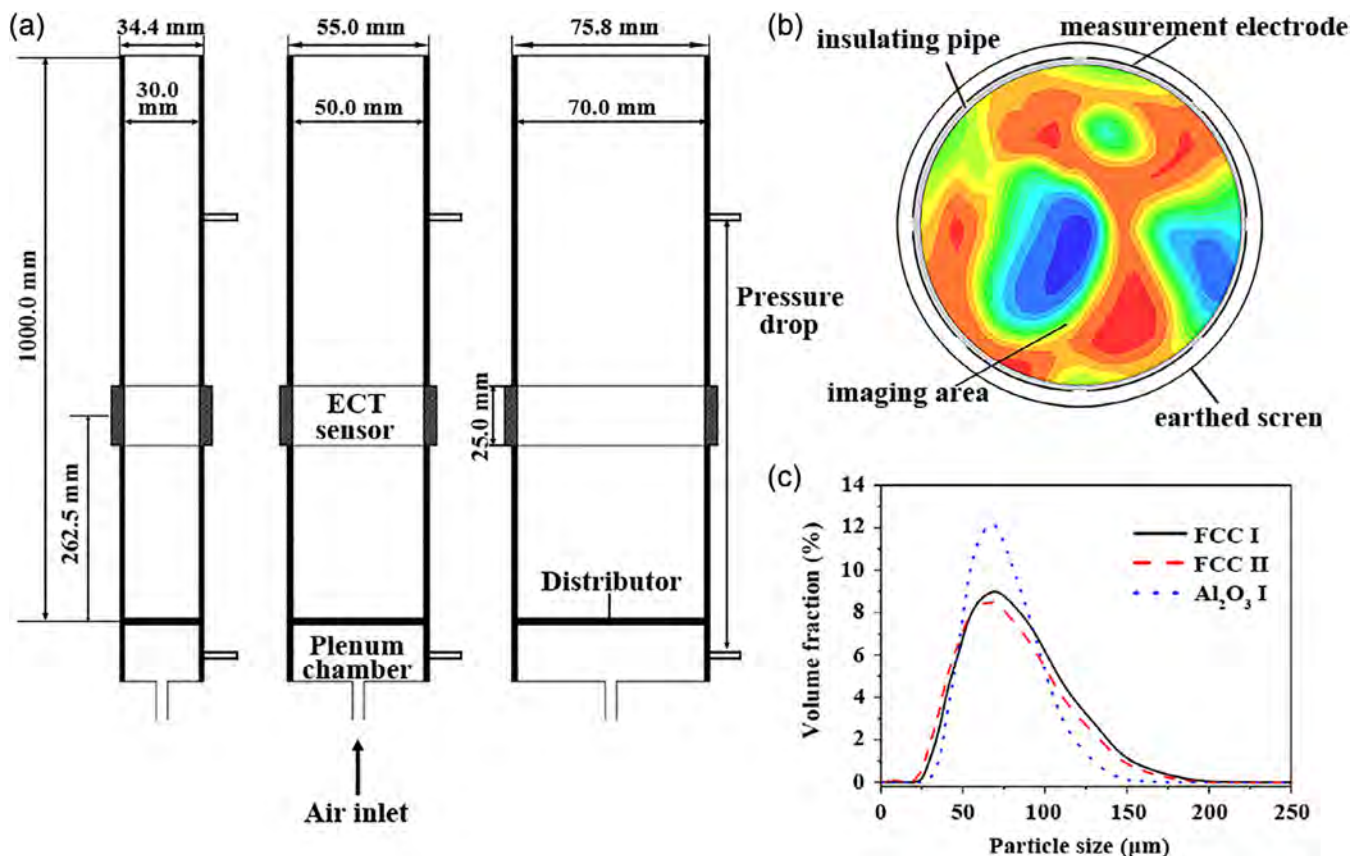 (a)
34.4 mm
55.0 mm
75.8 mm
30.0
mm
50.0 mm
70.0 mm
1000.0 mm
Pressure
drop
ECT
sensor
25.0 mm
262.5 mm
Distributor
Plenum
chamber
Air inlet
(b)
insulating pipe
measurement electrode
imaging area
earthed scren
(c)
14
12
10
8
6
4
2
0
Volume fraction (%)
FCC I
FCC II
Al₂O₃ I
0 50 100 150 200 250
Particle size (μm)